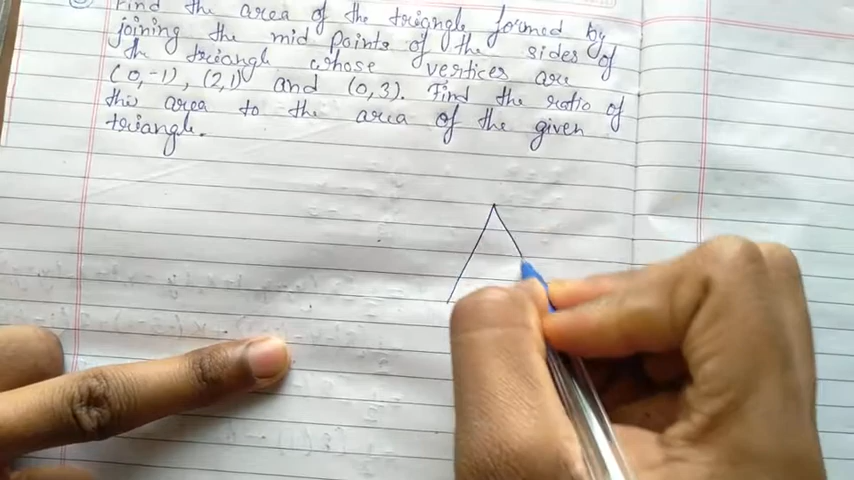 Find the area of the triangle formed by
joining the mid points of the sides of
the triangle whose vertices are
(0,-1), (2,1) and (0,3). Find the ratio of
this area to the area of the given
triangle.